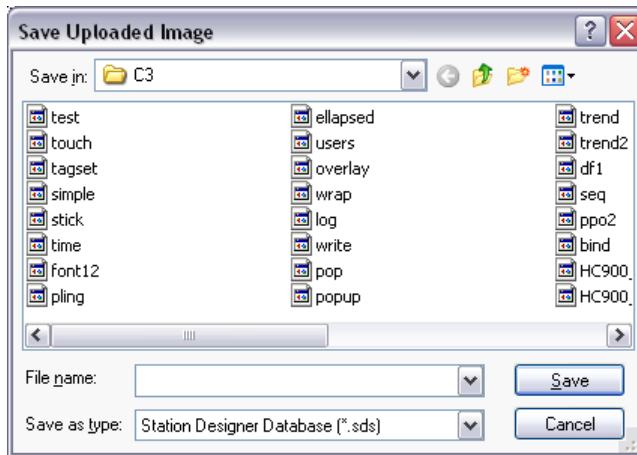 Save Uploaded Image
Save in: C3
test
touch
tagset
simple
stick
time
font12
pling
ellapsed
users
overlay
wrap
log
write
pop
popup
trend
trend2
df1
seq
ppo2
bind
HC900_
HC900_
File name:
Save
Save as type: Station Designer Database (*.sds)
Cancel